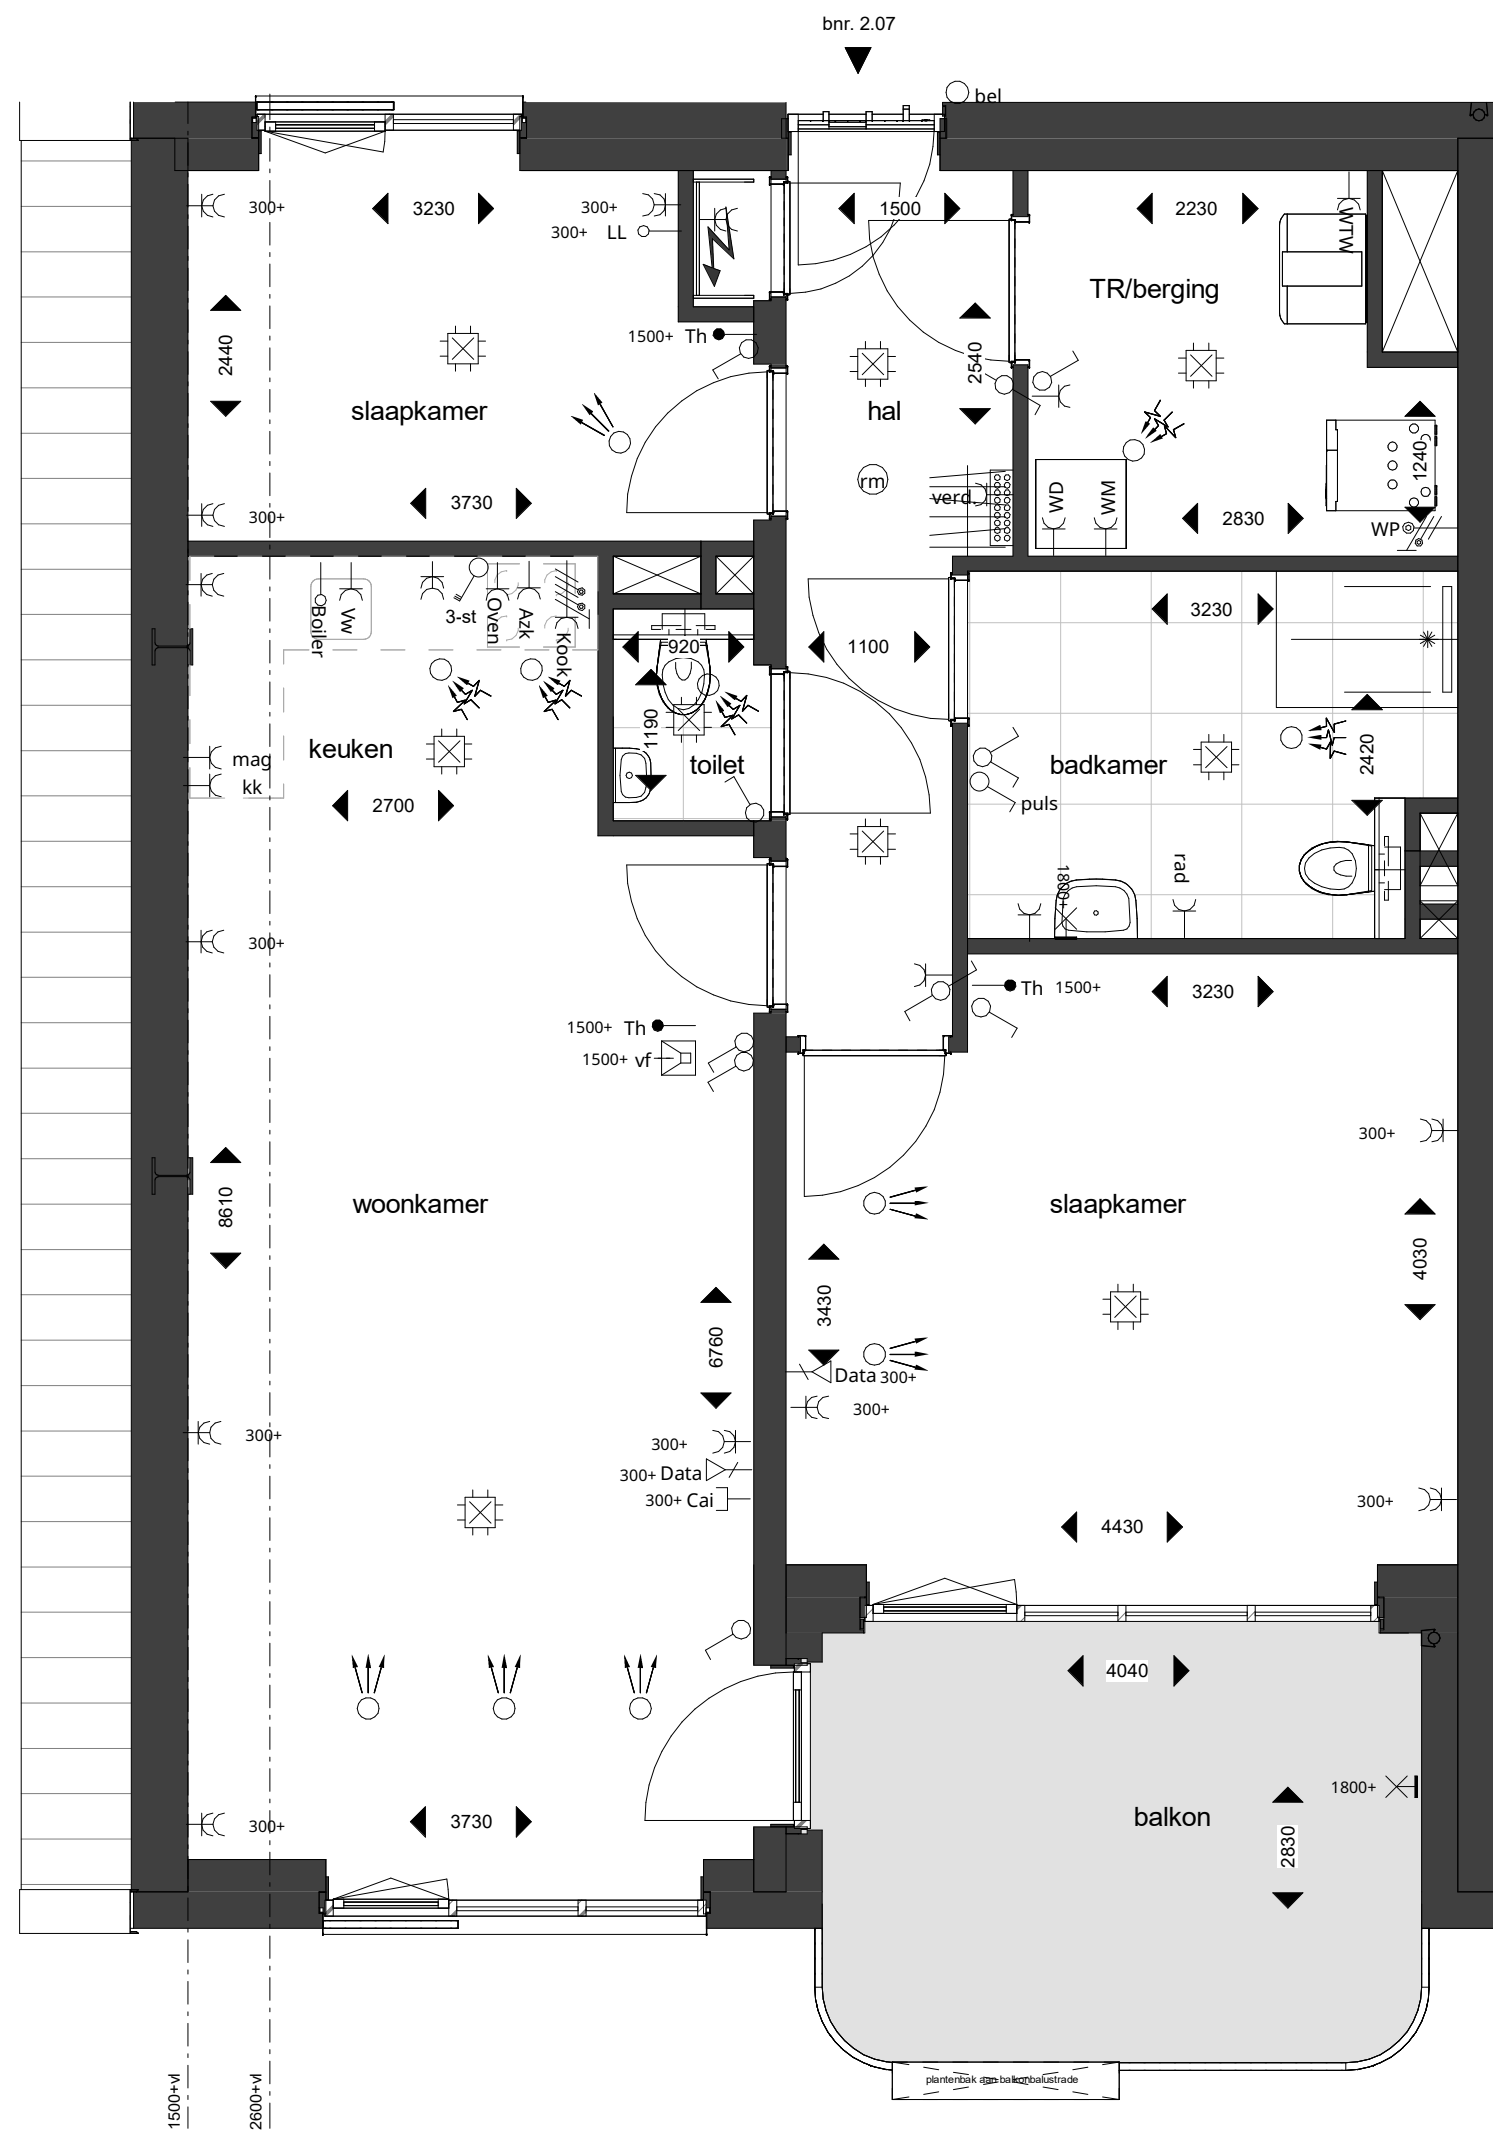 bnr. 2.07
bel
300+
3230
300+
300+ LL
1500
2230
WTW
TR/berging
2440
1500+ Th
2540
slaapkamer
hal
1240
3730
300+
rm
verd.
WD
WM
2830
WP
Boiler
Vw
3-st
Oven
Azk
Kook
920
1100
3230
1190
keuken
mag
kk
2700
toilet
badkamer
2420
puls
rad
1800+
300+
Th 1500+
3230
1500+ Th
1500+ vf
300+
8610
woonkamer
slaapkamer
4030
3430
6760
Data 300+
300+
300+
300+
300+ Data
300+ Cai
300+
4430
4040
1800+
balkon
2830
300+
3730
plantenbak aan balkonbalustrade
1500+vl
2600+vl